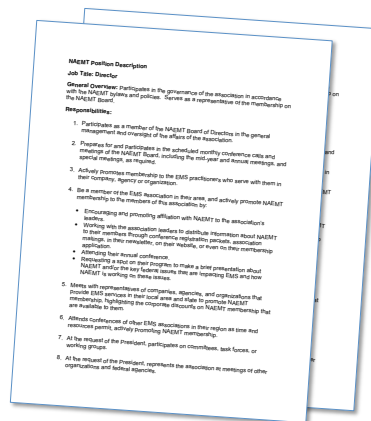 NAEMT Position Description
Job Title: Director
General Overview: Participates in the governance of the association in accordance
with the NAEMT bylaws and policies. Serves as a representative of the membership on
the NAEMT Board.
Responsibilities:
1. Participates as a member of the NAEMT Board of Directors in the general
management and oversight of the affairs of the association.
2. Prepares for and participates in the scheduled monthly conference calls and
meetings of the NAEMT Board, including the mid-year and Annual meetings, and
special meetings, as required.
3. Actively promotes membership to the EMS practitioners who serve with them in
their company, agency or organization.
4. Be a member of the EMS association in their area, and actively promote NAEMT
membership to the members of this association by:
• Encouraging and promoting affiliation with NAEMT to the association's
leaders.
• Working with the association leaders to distribute information about NAEMT
to their members through conference registration packets, association
meetings, in their newsletter, on their website, or even on their membership
application.
• Attending their annual conference.
• Requesting a spot on their program to make a brief presentation about
NAEMT and/or the key federal issues that are impacting EMS and how
NAEMT is working on these issues.
5. Meets with representatives of companies, agencies, and organizations that
provide EMS services in their local area and state to promote NAEMT
membership, highlighting the corporate discounts on NAEMT membership that
are available to them.
6. Attends conferences of other EMS associations in their region as time and
resources permit, actively promoting NAEMT membership.
7. At the request of the President, participates on committees, task forces, or
working groups.
8. At the request of the President, represents the association at meetings of other
organizations and federal agencies.